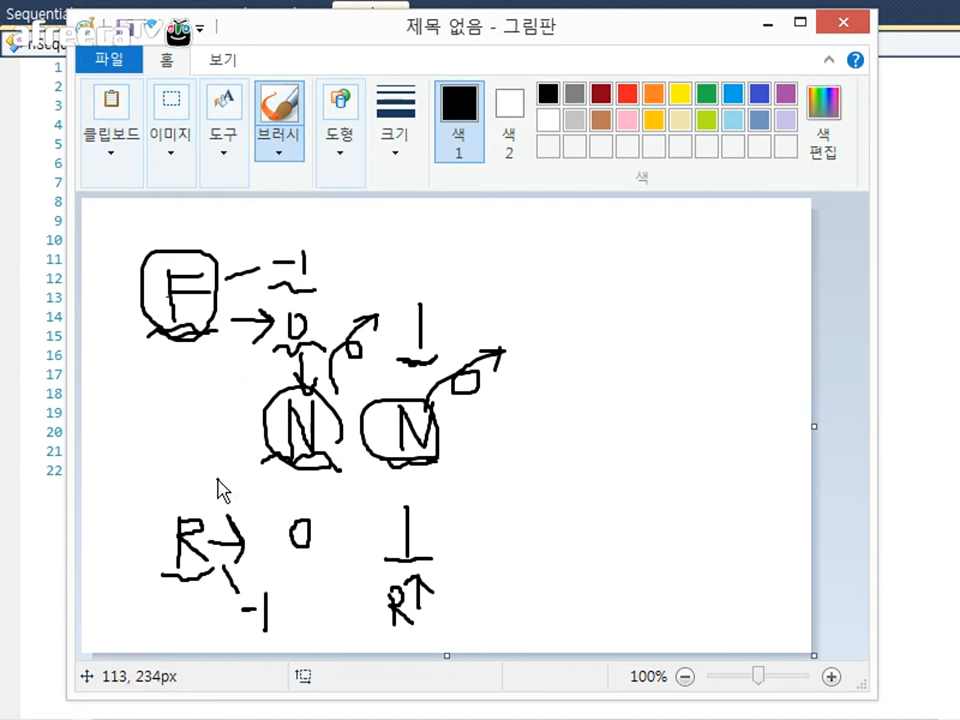 Sequential
afreecaTV
제목 없음 - 그림판
파일 홈 보기
클립보드 이미지 도구 브러시 도형 크기 색 1 색 2 색 편집
색
1
2
3
4
5
6
7
8
9
10
11
12
13
14
15
16
17
18
19
20
21
22
F -1
0 1
N N
R 0 1
-1 R
113, 234px 100%